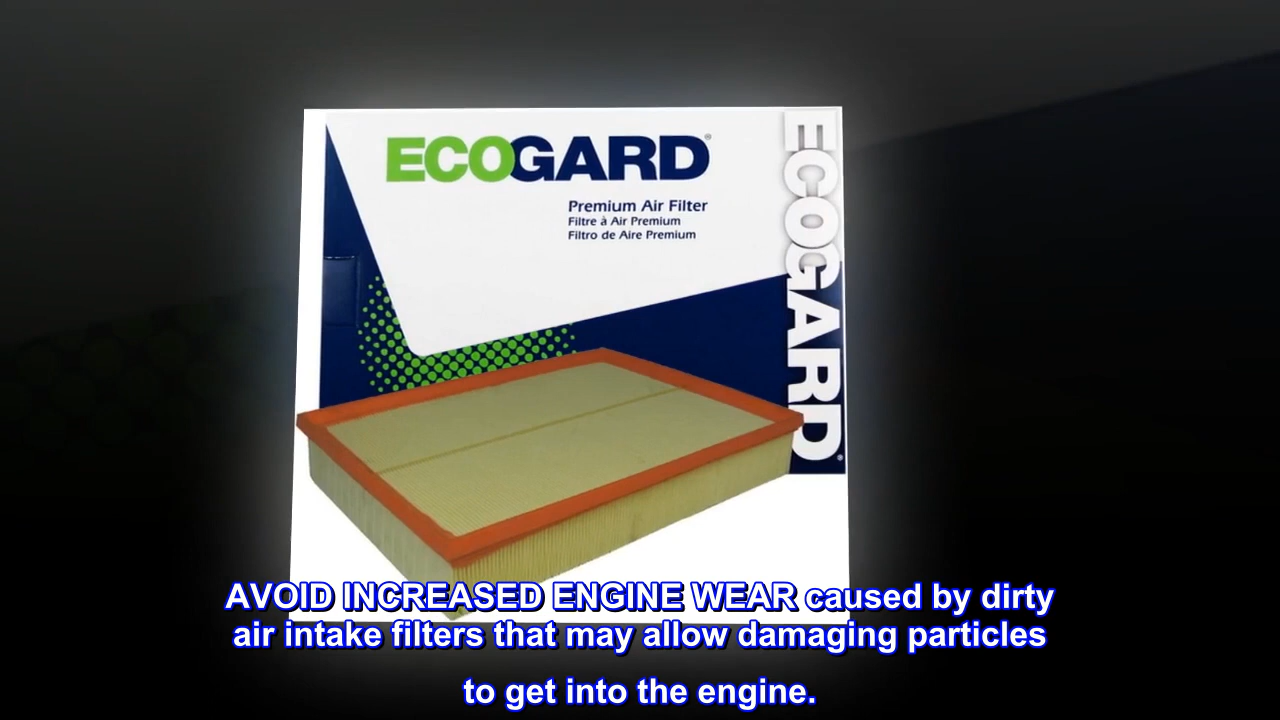 ECOGARD®
Premium Air Filter
Filtre à Air Premium
Filtro de Aire Premium
ECOGARD®
AVOID INCREASED ENGINE WEAR caused by dirty
air intake filters that may allow damaging particles
to get into the engine.